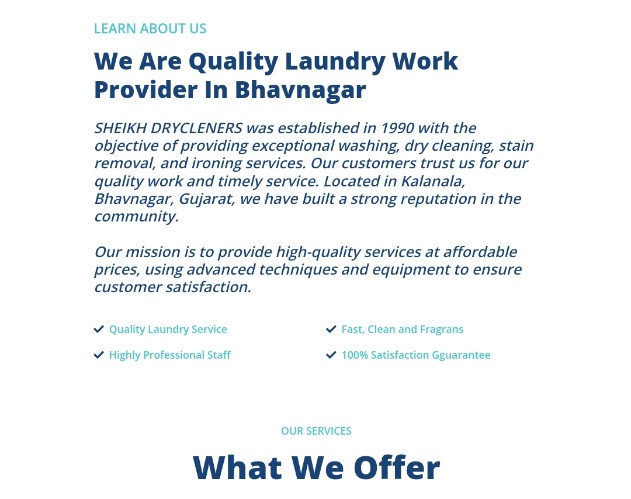 LEARN ABOUT US
We Are Quality Laundry Work
Provider In Bhavnagar
SHEIKH DRYCLENERS was established in 1990 with the
objective of providing exceptional washing, dry cleaning, stain
removal, and ironing services. Our customers trust us for our
quality work and timely service. Located in Kalanala,
Bhavnagar, Gujarat, we have built a strong reputation in the
community.
Our mission is to provide high-quality services at affordable
prices, using advanced techniques and equipment to ensure
customer satisfaction.
Quality Laundry Service
Fast, Clean and Fragrans
Highly Professional Staff
100% Satisfaction Gguarantee
OUR SERVICES
What We Offer